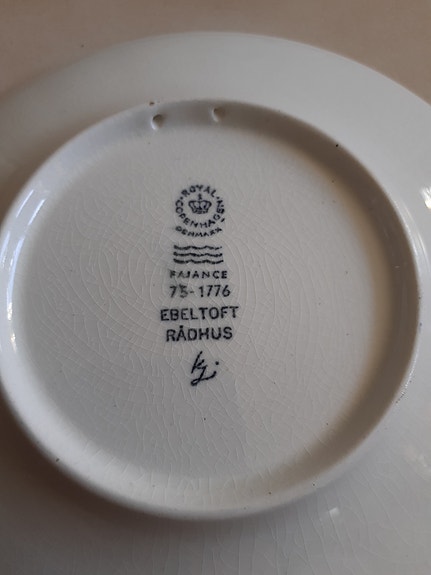 ROYAL
COPENHAGEN
DENMARK
FAJANCE
75-1776
EBELTOFT
RÅDHUS